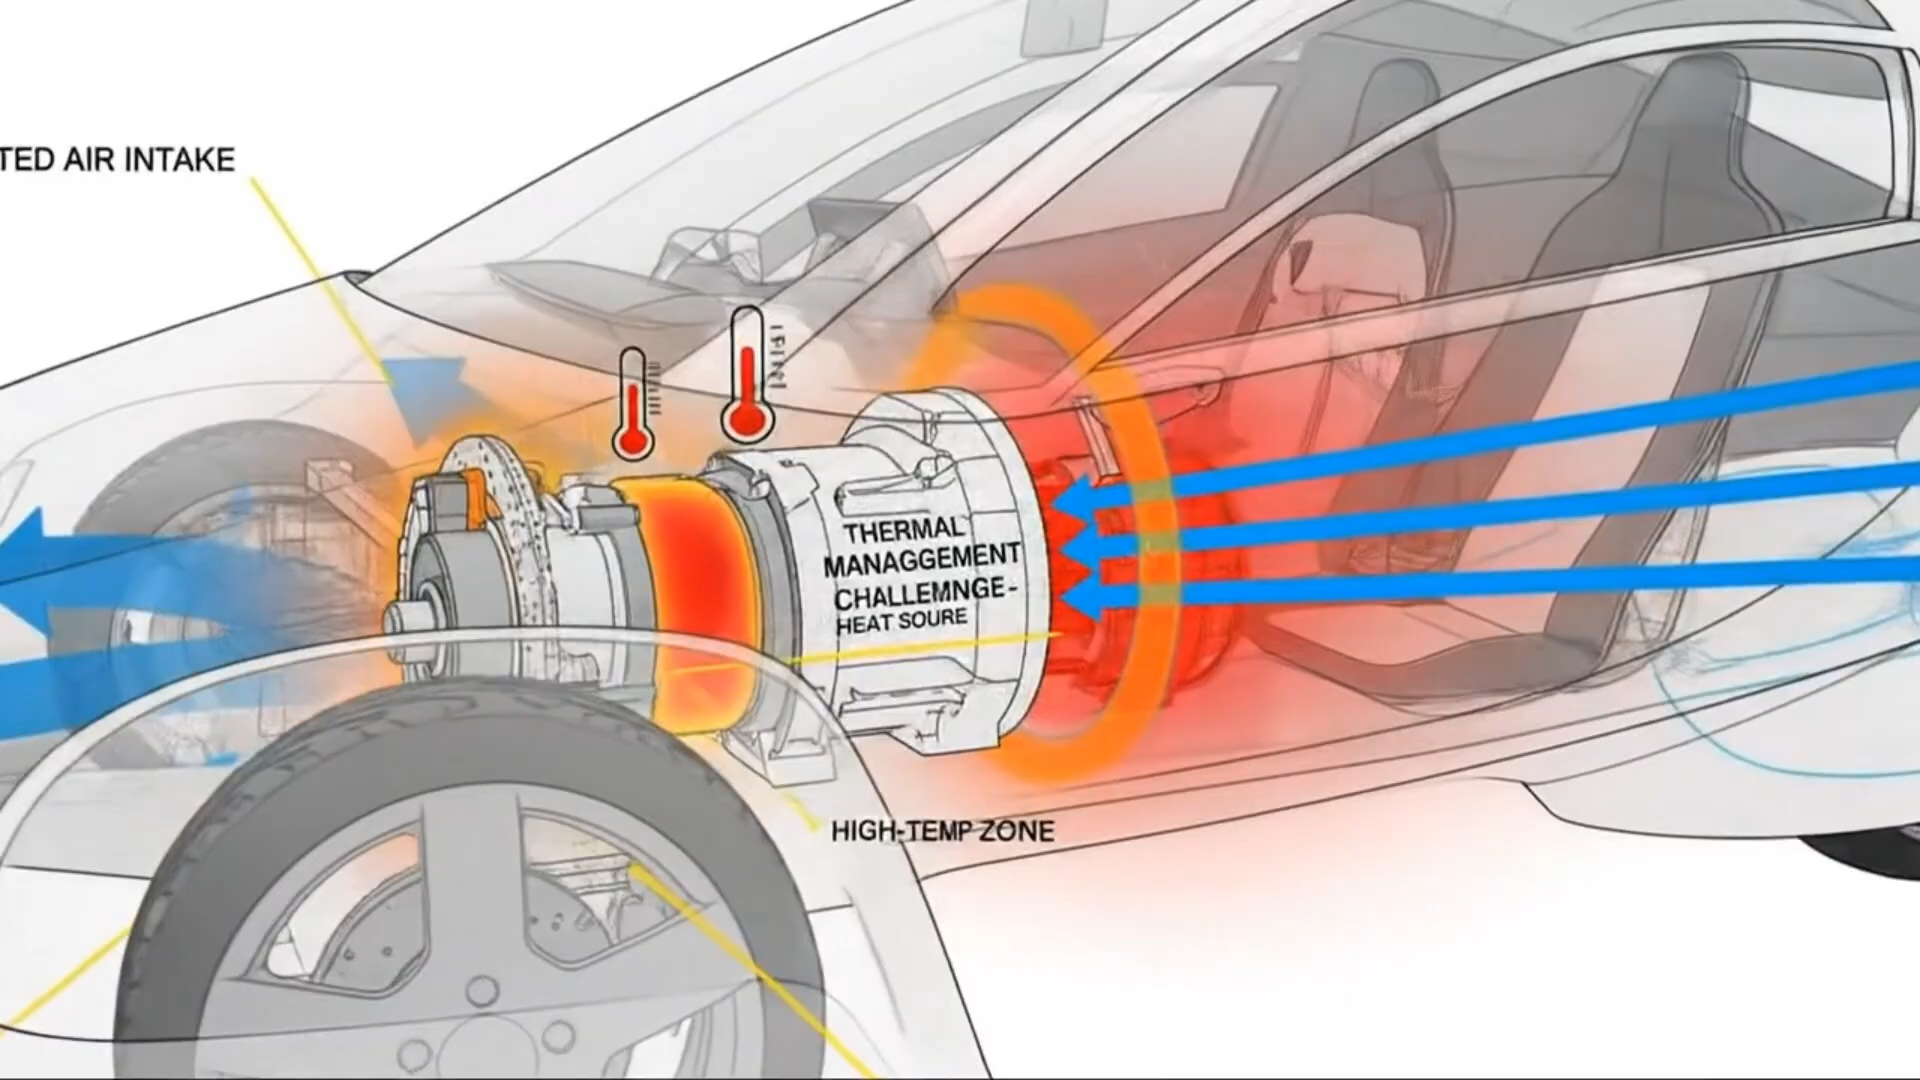 TED AIR INTAKE
THERMAL
MANAGGEMENT
CHALLEMNGE-
HEAT SOURE
HIGH-TEMP ZONE